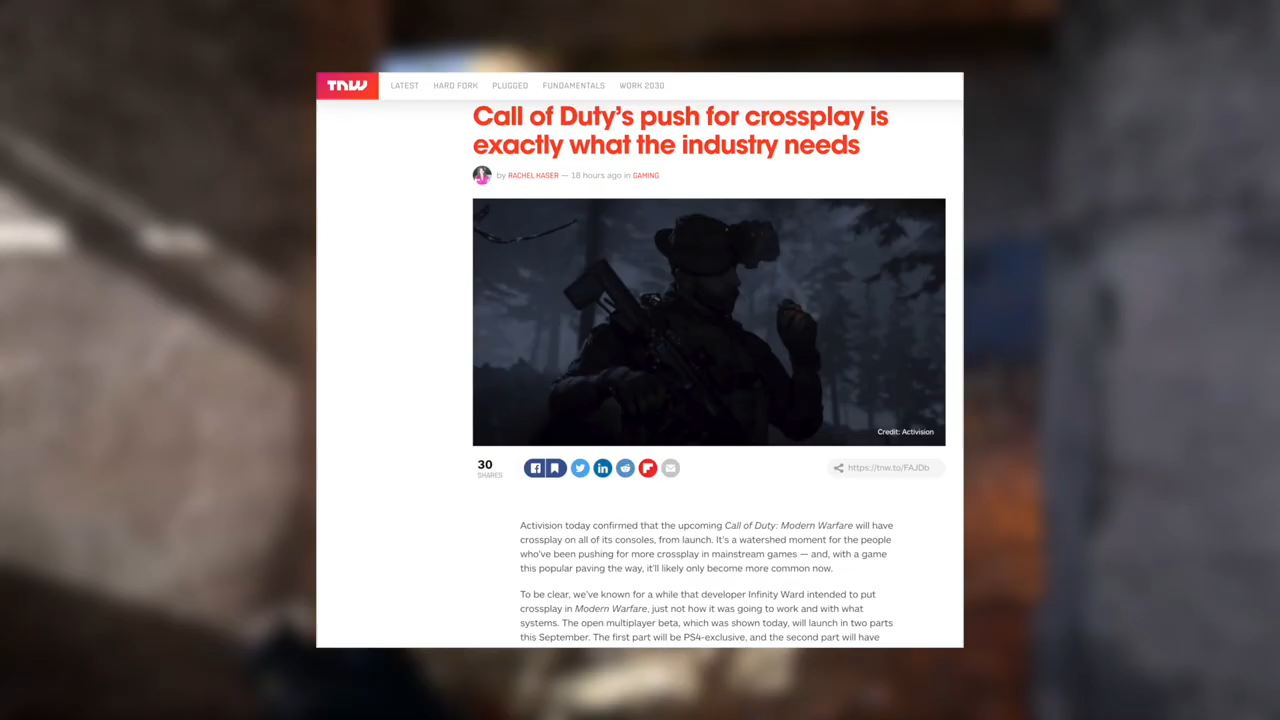 TNW LATEST HARD FORK PLUGGED FUNDAMENTALS WORK 2030
Call of Duty's push for crossplay is
exactly what the industry needs
by RACHEL KASER — 18 hours ago in GAMING
Credit: Activision
30
SHARES
https://tnw.to/FAJDb
Activision today confirmed that the upcoming Call of Duty: Modern Warfare will have
crossplay on all of its consoles, from launch. It's a watershed moment for the people
who've been pushing for more crossplay in mainstream games — and, with a game
this popular paving the way, it'll likely only become more common now.
To be clear, we've known for a while that developer Infinity Ward intended to put
crossplay in Modern Warfare, just not how it was going to work and with what
systems. The open multiplayer beta, which was shown today, will launch in two parts
this September. The first part will be PS4-exclusive, and the second part will have